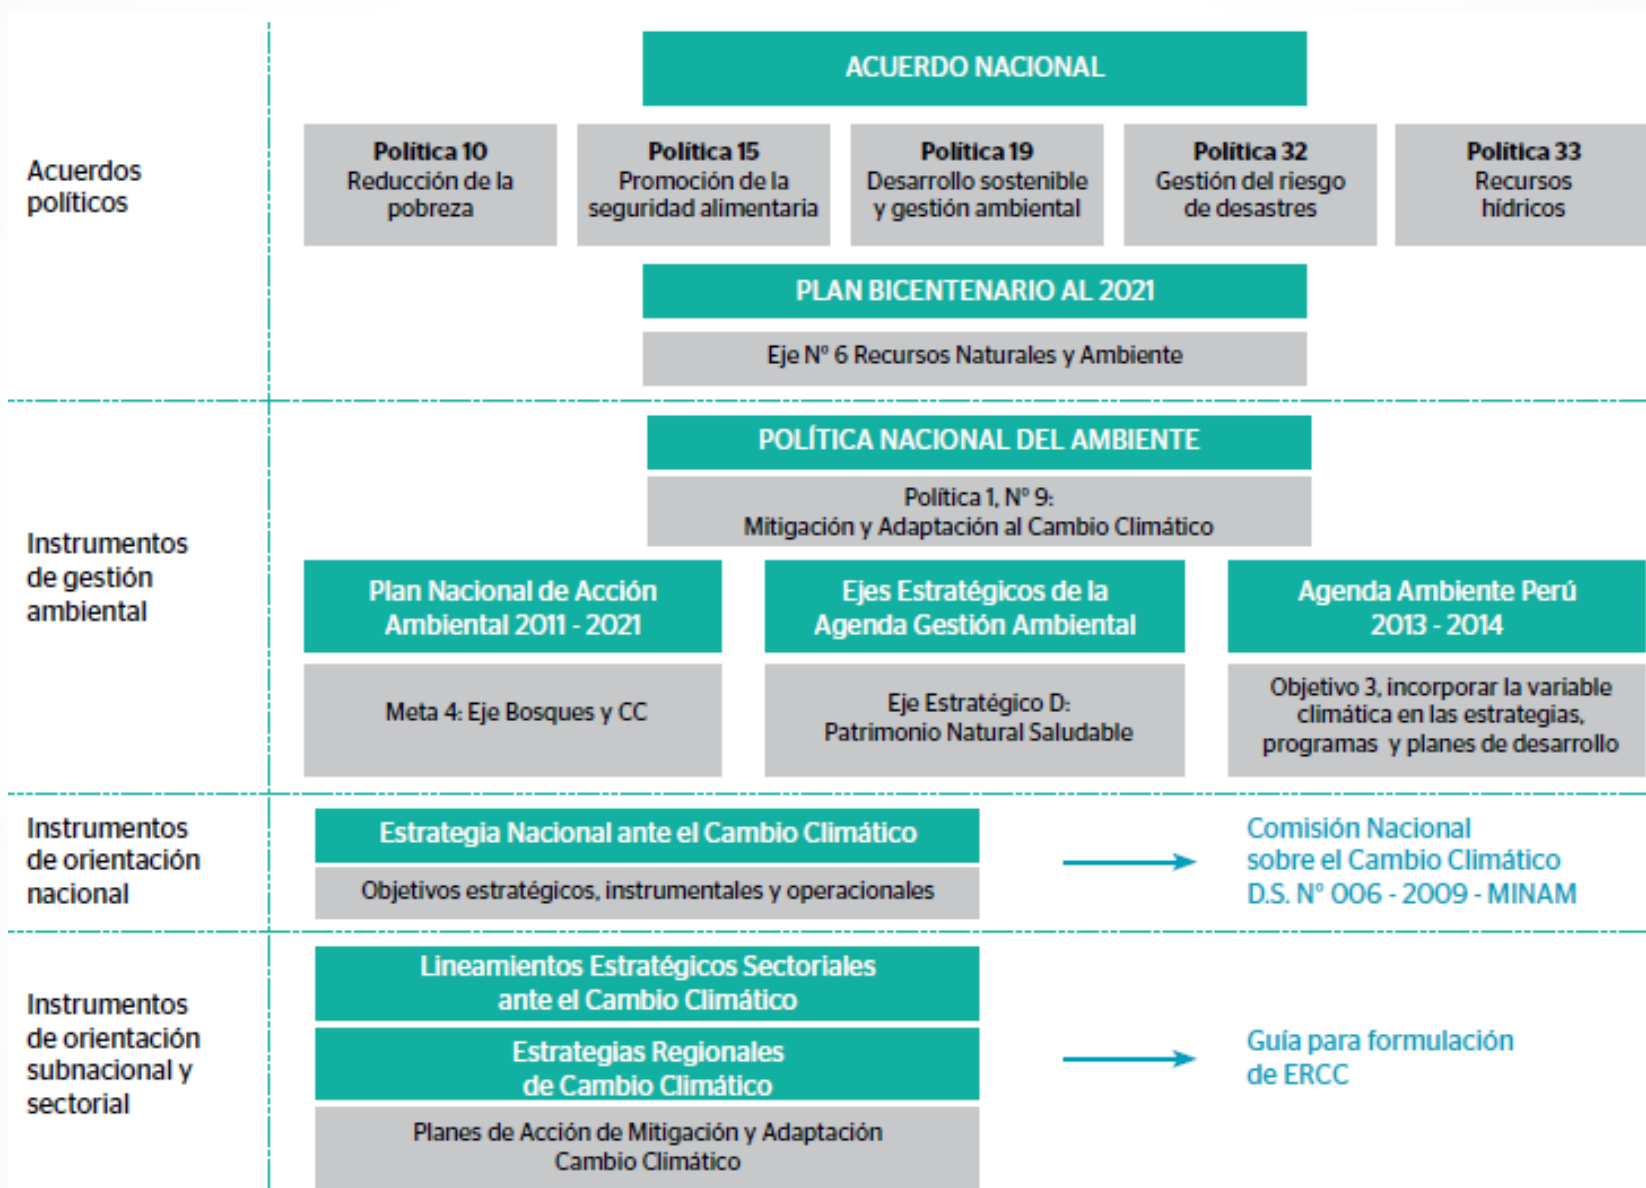 ACUERDO NACIONAL
Acuerdos
políticos
Política 10
Reducción de la
pobreza
Política 15
Promoción de la
seguridad alimentaria
Política 19
Desarrollo sostenible
y gestión ambiental
Política 32
Gestión del riesgo
de desastres
Política 33
Recursos
hídricos
PLAN BICENTENARIO AL 2021
Eje N° 6 Recursos Naturales y Ambiente
Instrumentos
de gestión
ambiental
POLÍTICA NACIONAL DEL AMBIENTE
Política 1, N° 9:
Mitigación y Adaptación al Cambio Climático
Plan Nacional de Acción
Ambiental 2011 - 2021
Meta 4: Eje Bosques y CC
Ejes Estratégicos de la
Agenda Gestión Ambiental
Eje Estratégico D:
Patrimonio Natural Saludable
Agenda Ambiente Perú
2013 - 2014
Objetivo 3, incorporar la variable
climática en las estrategias,
programas y planes de desarrollo
Instrumentos
de orientación
nacional
Estrategia Nacional ante el Cambio Climático
Objetivos estratégicos, instrumentales y operacionales
Comisión Nacional
sobre el Cambio Climático
D.S. N° 006 - 2009 - MINAM
Instrumentos
de orientación
subnacional y
sectorial
Lineamientos Estratégicos Sectoriales
ante el Cambio Climático
Estrategias Regionales
de Cambio Climático
Planes de Acción de Mitigación y Adaptación
Cambio Climático
Guía para formulación
de ERCC